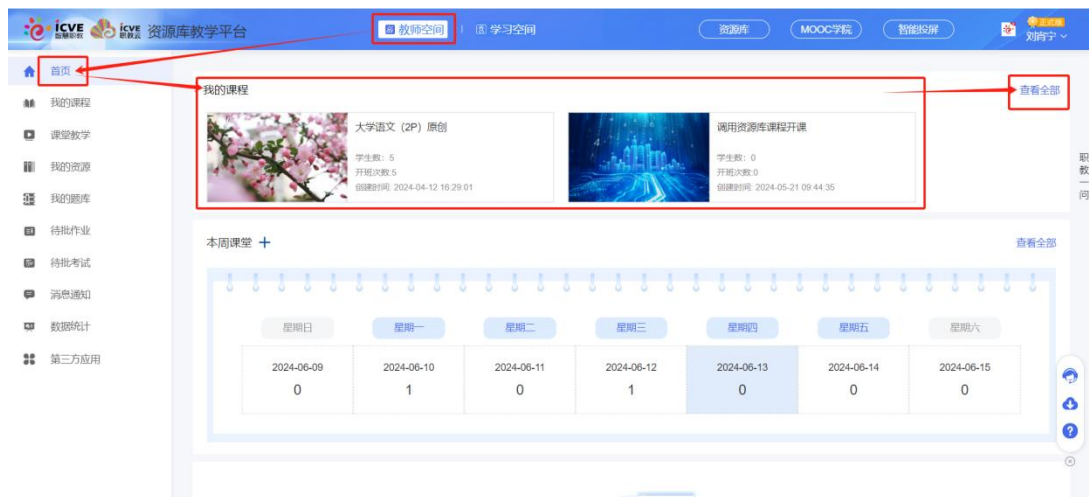 icve 智慧职教 icve 职教云 资源库教学平台 教师空间 学习空间 资源库 MOOC学院 智能投屏 正式版 刘肖宁
首页
我的课程
课堂教学
我的资源
我的题库
待批作业
待批考试
消息通知
数据统计
第三方应用
我的课程 查看全部
大学语文（2P）原创
学生数：5
开班次数:5
创建时间: 2024-04-12 16:29:01
调用资源库课程开课
学生数：0
开班次数:0
创建时间: 2024-05-21 09:44:35
本周课堂 + 查看全部
星期日 星期一 星期二 星期三 星期四 星期五 星期六
2024-06-09 2024-06-10 2024-06-11 2024-06-12 2024-06-13 2024-06-14 2024-06-15
0 1 0 1 0 0 0
职教一问